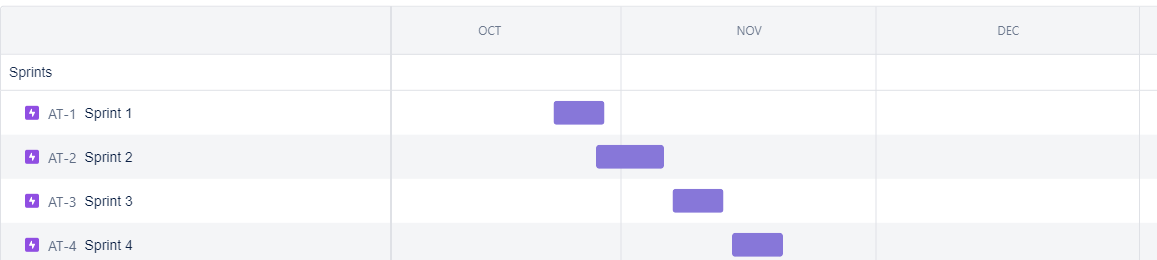 OCT NOV DEC
Sprints
AT-1 Sprint 1
AT-2 Sprint 2
AT-3 Sprint 3
AT-4 Sprint 4